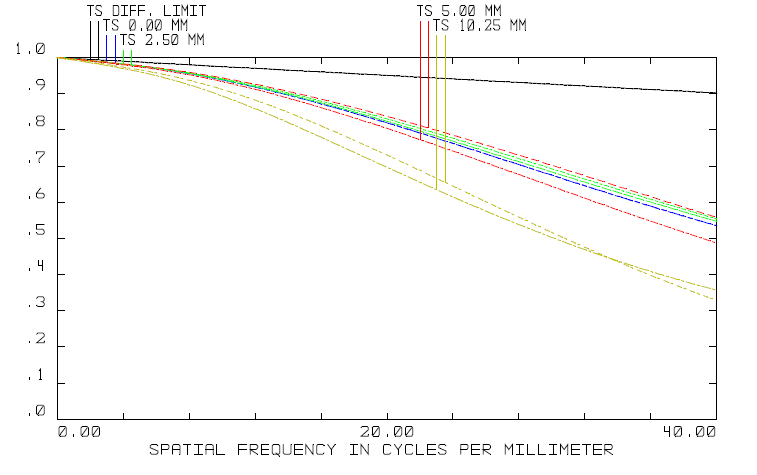 TS DIFF. LIMIT
TS 0.00 MM
TS 2.50 MM
TS 5.00 MM
TS 10.25 MM
1.0
.9
.8
.7
.6
.5
.4
.3
.2
.1
.0
0.00 20.00 40.00
SPATIAL FREQUENCY IN CYCLES PER MILLIMETER